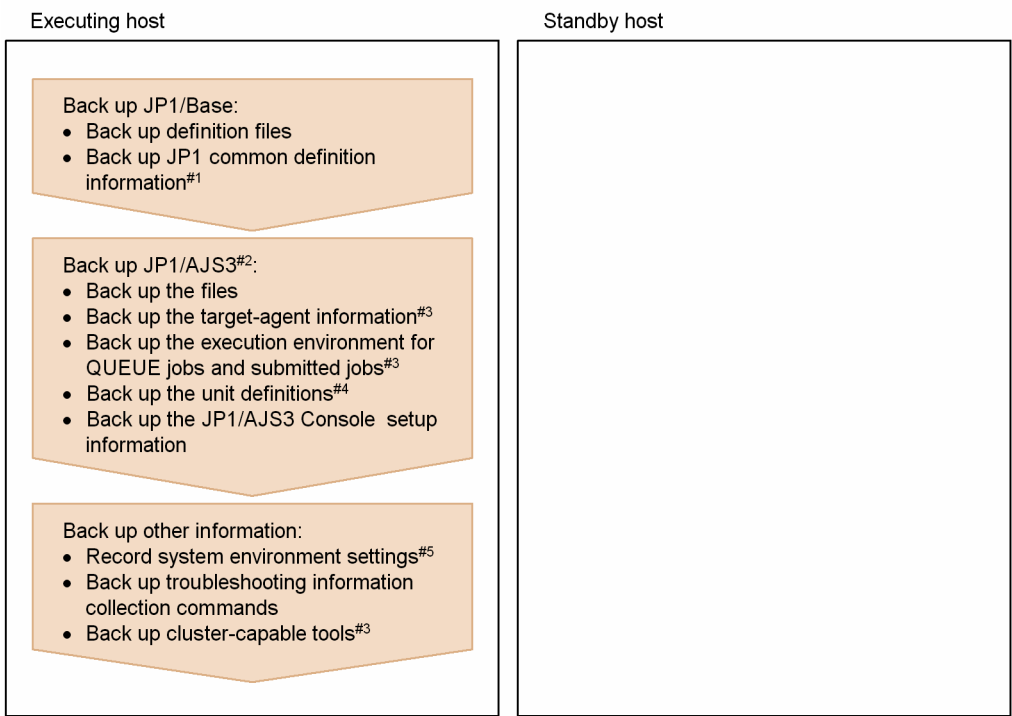 Executing host
Standby host
Back up JP1/Base:
• Back up definition files
• Back up JP1 common definition
information#1
Back up JP1/AJS3#2:
• Back up the files
• Back up the target-agent information#3
• Back up the execution environment for
QUEUE jobs and submitted jobs#3
• Back up the unit definitions#4
• Back up the JP1/AJS3 Console setup
information
Back up other information:
• Record system environment settings#5
• Back up troubleshooting information
collection commands
• Back up cluster-capable tools#3